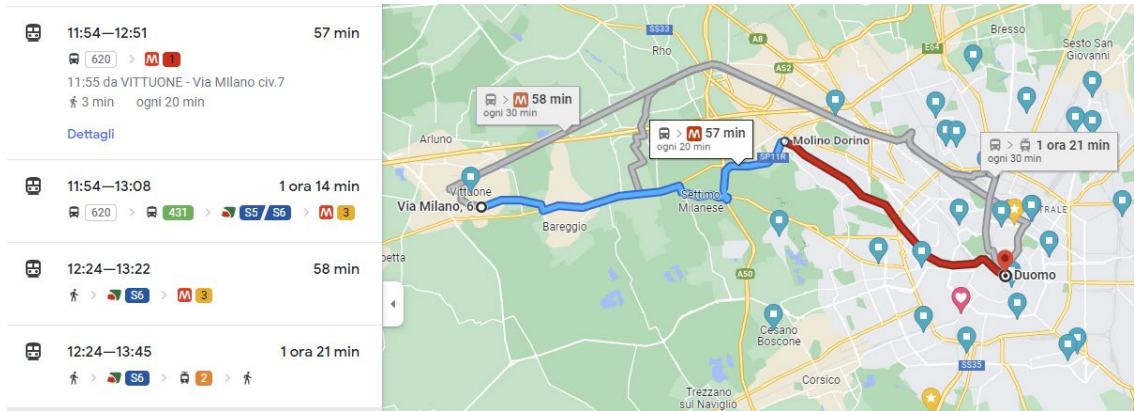 11:54—12:51 57 min
620 > M 1
11:55 da VITTUONE - Via MIlano civ.7
3 min ogni 20 min
Dettagli
11:54—13:08 1 ora 14 min
620 > 431 > S5 / S6 > M 3
12:24—13:22 58 min
> S6 > M 3
12:24—13:45 1 ora 21 min
> S6 > 2 >
SS33
A8
Bresso
Rho
E64
Sesto San
Giovanni
A52
> M 58 min
ogni 30 min
> M 57 min
ogni 20 min
Arluno
Molino Dorino
> 1 ora 21 min
ogni 30 min
SP11R
Vittuone
Settimo
Milanese
Via Milano, 6
TRALE
Bareggio
petta
A50
Duomo
Cesano
Boscone
SS35
Corsico
Trezzano
sul Naviglio